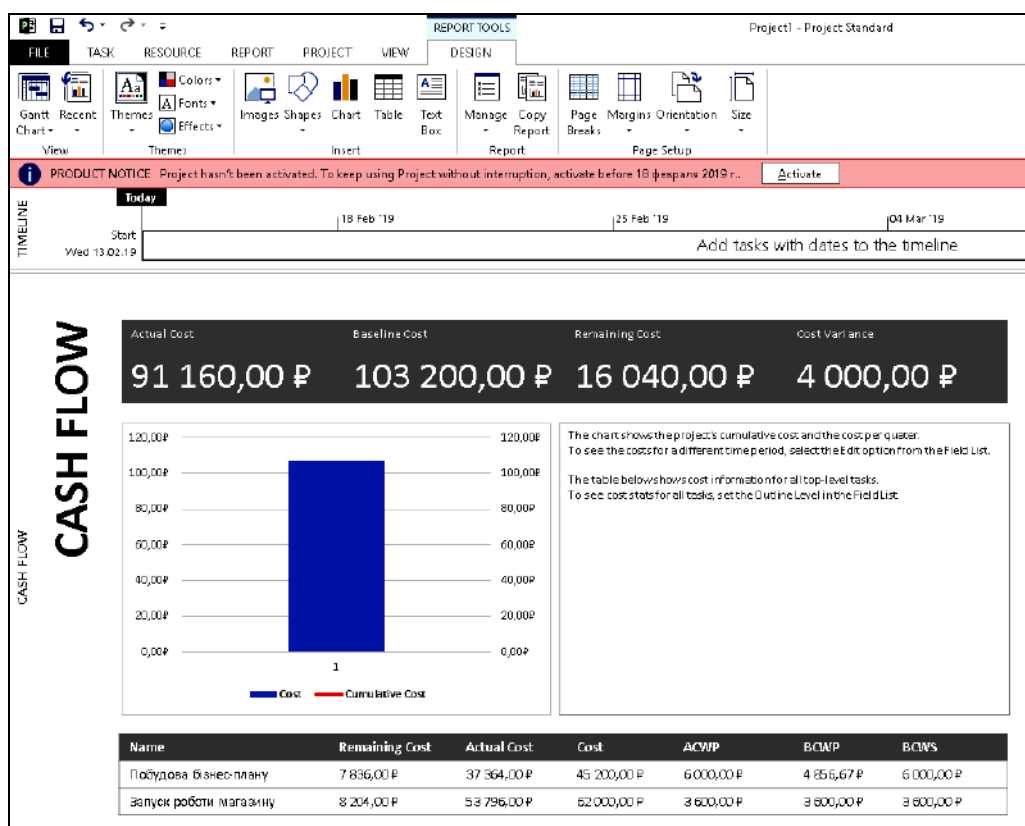 REPORT TOOLS
Project1 - Project Standard
FILE TASK RESOURCE REPORT PROJECT VIEW DESIGN
Gantt Chart
Recent
Themes
Colors
Fonts
Effects
Images
Shapes
Chart
Table
Text Box
Manage
Copy Report
Page Breaks
Margins
Orientation
Size
View
Themes
Insert
Report
Page Setup
PRODUCT NOTICE Project hasn't been activated. To keep using Project without interruption, activate before 18 февраля 2019 г.. Activate
TIMELINE
Today
18 Feb '19
25 Feb '19
04 Mar '19
Start
Wed 13.02.19
Add tasks with dates to the timeline
CASH FLOW
CASH FLOW
Actual Cost Baseline Cost Remaining Cost Cost Variance
91 160,00 ₽ 103 200,00 ₽ 16 040,00 ₽ 4 000,00 ₽
120,00₽ 120,00₽
100,00₽ 100,00₽
80,00₽ 80,00₽
60,00₽ 60,00₽
40,00₽ 40,00₽
20,00₽ 20,00₽
0,00₽ 0,00₽
1
Cost Cumulative Cost
The chart shows the project's cumulative cost and the cost per quater.
To see the costs for a different time period, select the Edit option from the Field List.
The table below shows cost information for all top-level tasks.
To see cost stats for all tasks, set the Outline Level in the Field List.
Name Remaining Cost Actual Cost Cost ACWP BCWP BCWS
Побудова бізнес-плану 7 836,00 ₽ 37 364,00 ₽ 45 200,00 ₽ 6 000,00 ₽ 4 856,67 ₽ 6 000,00 ₽
Запуск роботи магазину 8 204,00 ₽ 53 796,00 ₽ 62 000,00 ₽ 3 600,00 ₽ 3 600,00 ₽ 3 600,00 ₽